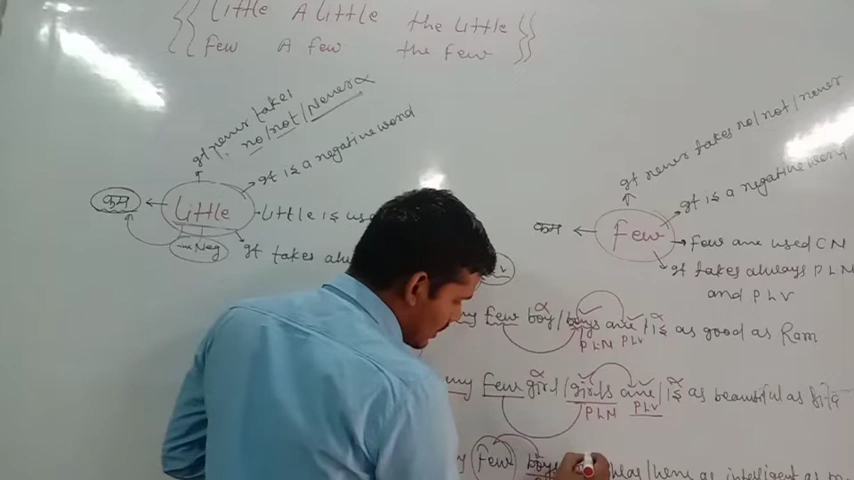 Little A Little the Little
Few A few the few
It never takes
no/not/Never
It is a negative word
कम
Little
Little is
Neg
It takes
It never takes no/not/never
It is a negative word
कम
Few
Few are used CN
It takes always PLN
and PLV
few boy/boys are/is as good as Ram
PLN PLV
few girl/girls are/is as beautiful as
PLN PLV
Few as intelligent as